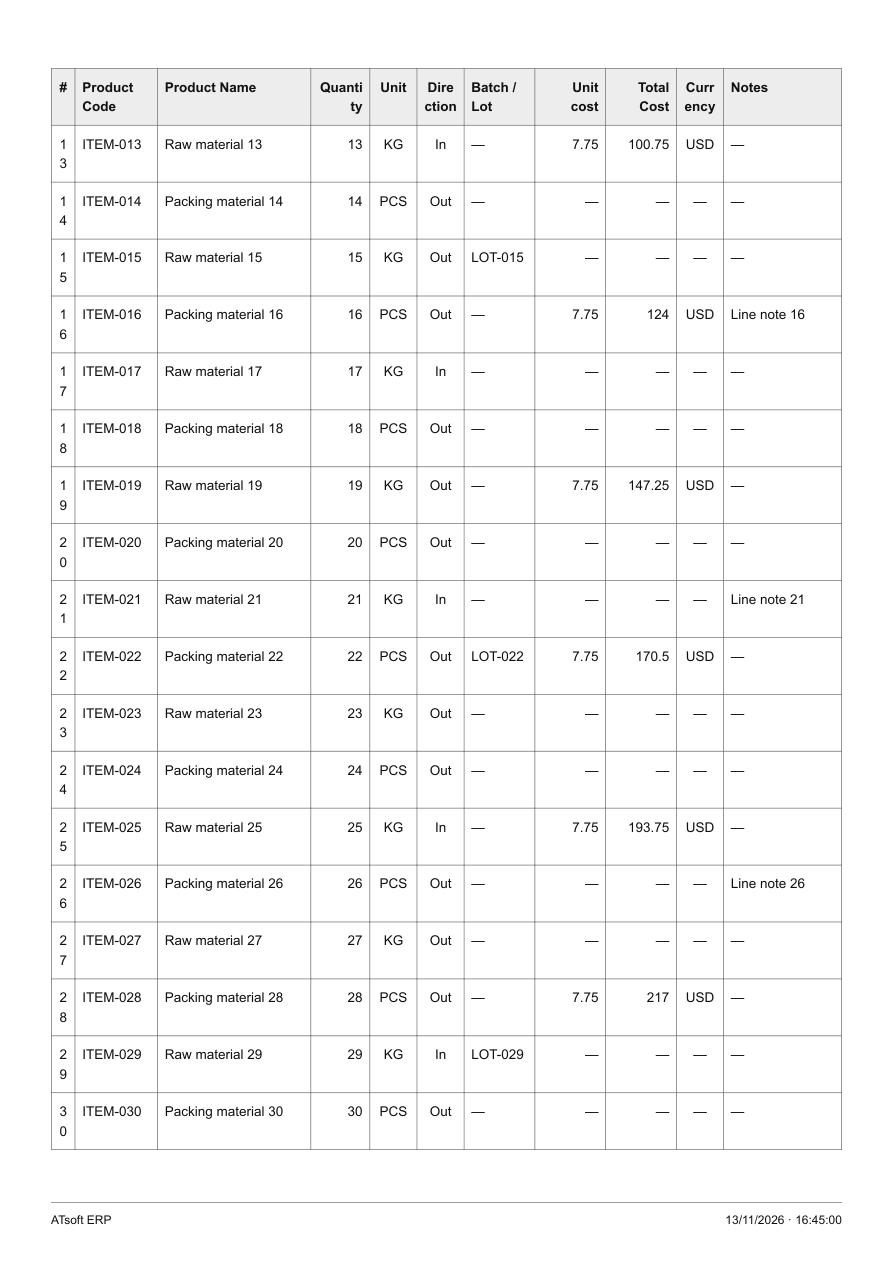 # Product Code Product Name Quantity Unit Direction Batch / Lot Unit cost Total Cost Currency Notes
13 ITEM-013 Raw material 13 13 KG In — 7.75 100.75 USD —
14 ITEM-014 Packing material 14 14 PCS Out — — — — —
15 ITEM-015 Raw material 15 15 KG Out LOT-015 — — — —
16 ITEM-016 Packing material 16 16 PCS Out — 7.75 124 USD Line note 16
17 ITEM-017 Raw material 17 17 KG In — — — — —
18 ITEM-018 Packing material 18 18 PCS Out — — — — —
19 ITEM-019 Raw material 19 19 KG Out — 7.75 147.25 USD —
20 ITEM-020 Packing material 20 20 PCS Out — — — — —
21 ITEM-021 Raw material 21 21 KG In — — — — Line note 21
22 ITEM-022 Packing material 22 22 PCS Out LOT-022 7.75 170.5 USD —
23 ITEM-023 Raw material 23 23 KG Out — — — — —
24 ITEM-024 Packing material 24 24 PCS Out — — — — —
25 ITEM-025 Raw material 25 25 KG In — 7.75 193.75 USD —
26 ITEM-026 Packing material 26 26 PCS Out — — — — Line note 26
27 ITEM-027 Raw material 27 27 KG Out — — — — —
28 ITEM-028 Packing material 28 28 PCS Out — 7.75 217 USD —
29 ITEM-029 Raw material 29 29 KG In LOT-029 — — — —
30 ITEM-030 Packing material 30 30 PCS Out — — — — —
ATsoft ERP 13/11/2026 · 16:45:00